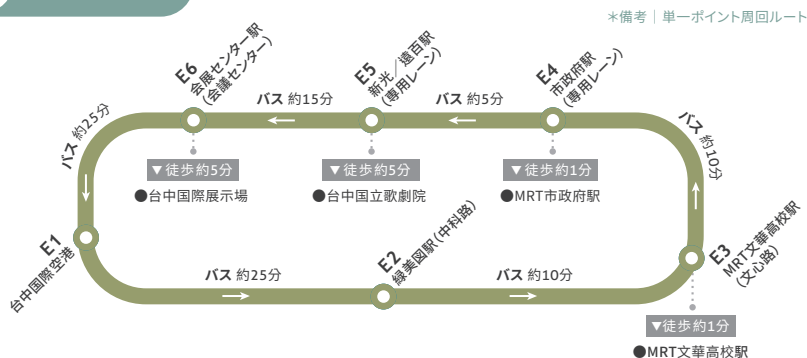 ＊備考｜単一ポイント周回ルート
E6
会展センター駅
(会議センター)
E5
新光／遠百駅
(専用レーン)
E4
市政府駅
(専用レーン)
バス 約25分
バス 約15分
バス 約5分
バス 約10分
▼徒歩約5分
●台中国際展示場
▼徒歩約5分
●台中国立歌劇院
▼徒歩約1分
●MRT市政府駅
E1
台中国際空港
バス 約25分
E2
緑美図駅(中科路)
バス 約10分
E3
MRT文華高校駅
(文心路)
▼徒歩約1分
●MRT文華高校駅